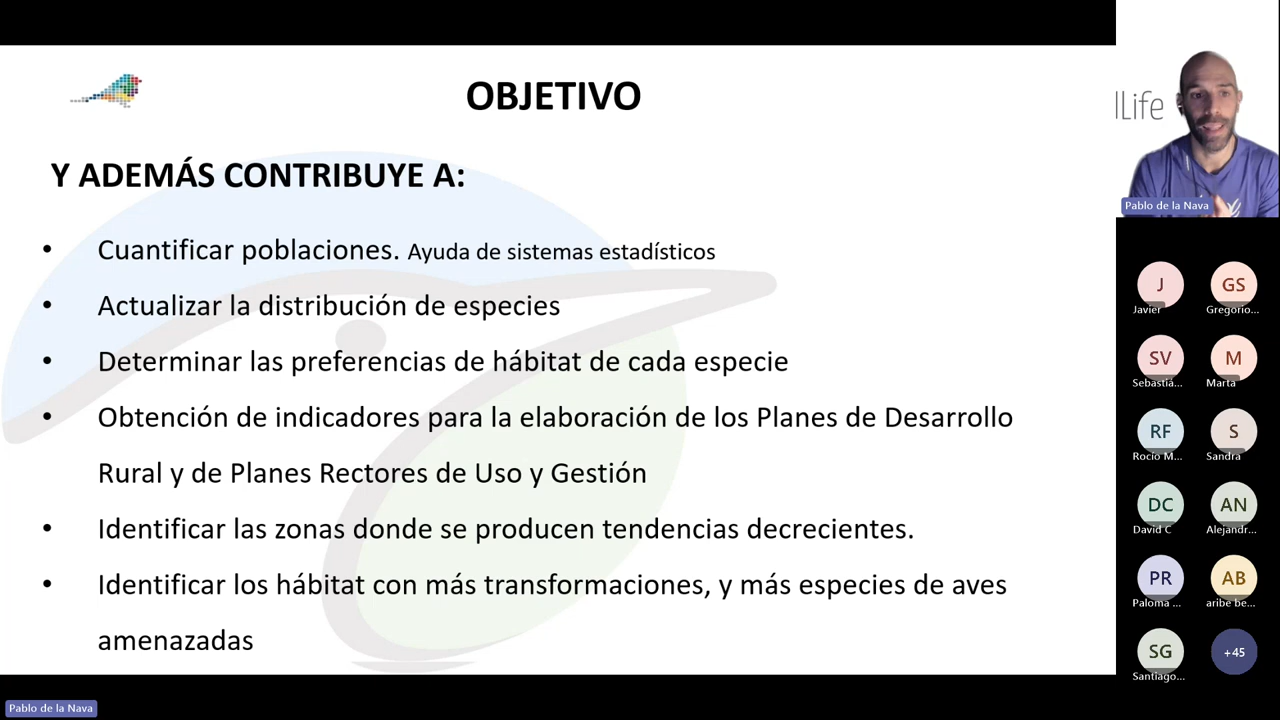 OBJETIVO
Y ADEMÁS CONTRIBUYE A:
• Cuantificar poblaciones. Ayuda de sistemas estadísticos
• Actualizar la distribución de especies
• Determinar las preferencias de hábitat de cada especie
• Obtención de indicadores para la elaboración de los Planes de Desarrollo
Rural y de Planes Rectores de Uso y Gestión
• Identificar las zonas donde se producen tendencias decrecientes.
• Identificar los hábitat con más transformaciones, y más especies de aves
amenazadas
Pablo de la Nava
lLife
Pablo de la Nava
J
Javier
GS
Gregorio...
SV
Sebastiá...
M
Marta
RF
Rocío M...
S
Sandra
DC
David C
AN
Alejandr...
PR
Paloma ...
AB
aribe be...
SG
Santiago...
+45